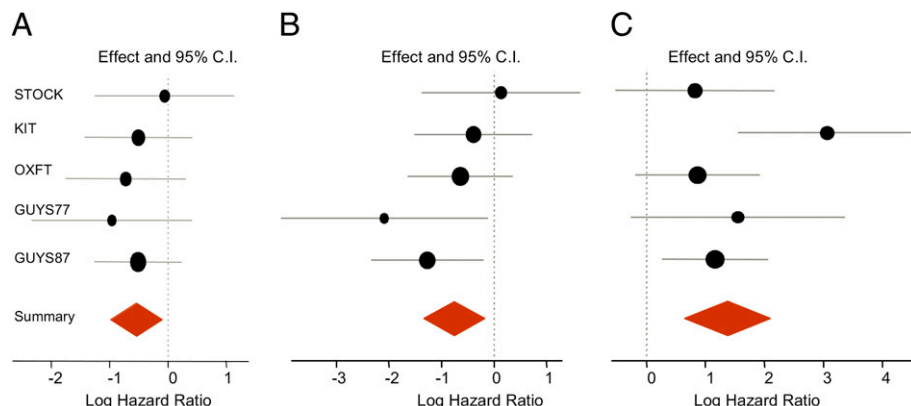 A B C
Effect and 95% C.I. Effect and 95% C.I. Effect and 95% C.I.
STOCK
KIT
OXFT
GUYS77
GUYS87
Summary
-2 -1 0 1 -3 -2 -1 0 1 0 1 2 3 4
Log Hazard Ratio Log Hazard Ratio Log Hazard Ratio